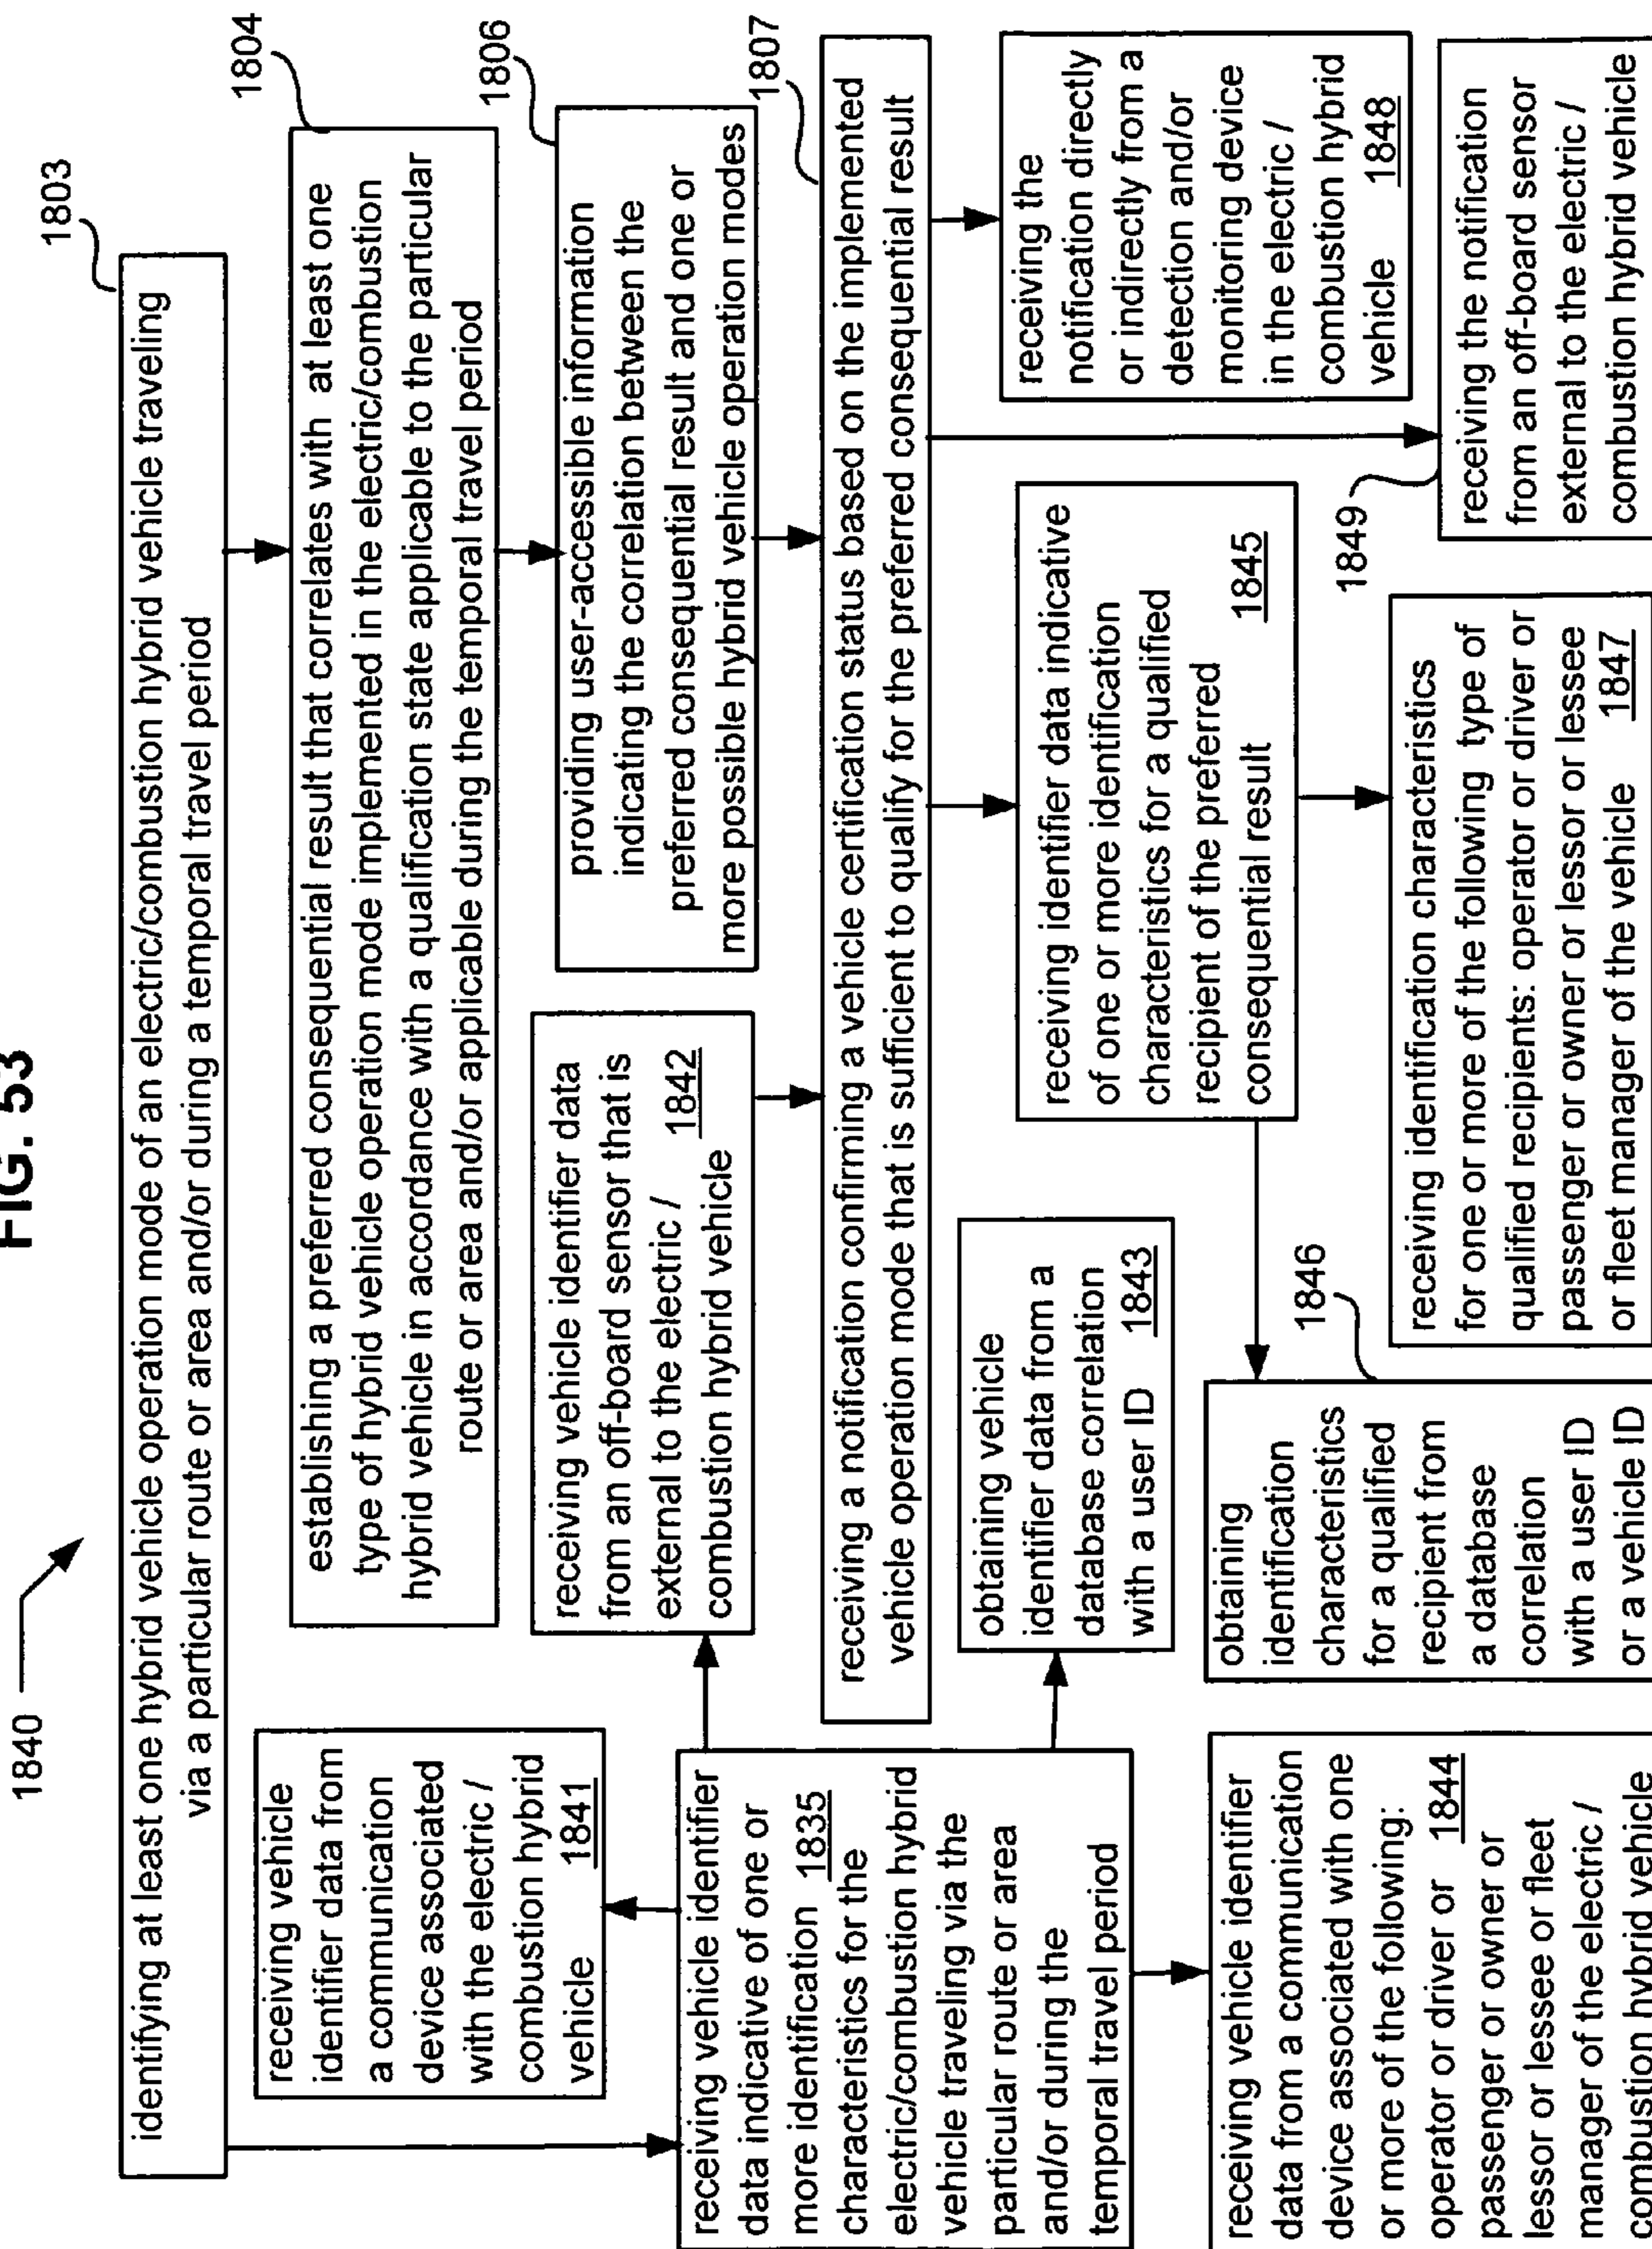 FIG. 53
1840
1803
identifying at least one hybrid vehicle operation mode of an electric/combustion hybrid vehicle traveling
via a particular route or area and/or during a temporal travel period
1804
establishing a preferred consequential result that correlates with at least one
type of hybrid vehicle operation mode implemented in the electric/combustion
hybrid vehicle in accordance with a qualification state applicable to the particular
route or area and/or applicable during the temporal travel period
receiving vehicle
identifier data from
a communication
device associated
with the electric /
combustion hybrid
vehicle 1841
receiving vehicle identifier data
from an off-board sensor that is
external to the electric /
combustion hybrid vehicle 1842
1806
providing user-accessible information
indicating the correlation between the
preferred consequential result and one or
more possible hybrid vehicle operation modes
receiving vehicle identifier
data indicative of one or
more identification 1835
characteristics for the
electric/combustion hybrid
vehicle traveling via the
particular route or area
and/or during the
temporal travel period
1807
receiving a notification confirming a vehicle certification status based on the implemented
vehicle operation mode that is sufficient to qualify for the preferred consequential result
obtaining vehicle
identifier data from a
database correlation
with a user ID 1843
receiving identifier data indicative
of one or more identification
characteristics for a qualified
recipient of the preferred
consequential result 1845
receiving the
notification directly
or indirectly from a
detection and/or
monitoring device
in the electric /
combustion hybrid
vehicle 1848
receiving vehicle identifier
data from a communication
device associated with one
or more of the following:
operator or driver or 1844
passenger or owner or
lessor or lessee or fleet
manager of the electric /
combustion hybrid vehicle
1846
obtaining
identification
characteristics
for a qualified
recipient from
a database
correlation
with a user ID
or a vehicle ID
receiving identification characteristics
for one or more of the following type of
qualified recipients: operator or driver or
passenger or owner or lessor or lessee
or fleet manager of the vehicle 1847
1849
receiving the notification
from an off-board sensor
external to the electric /
combustion hybrid vehicle